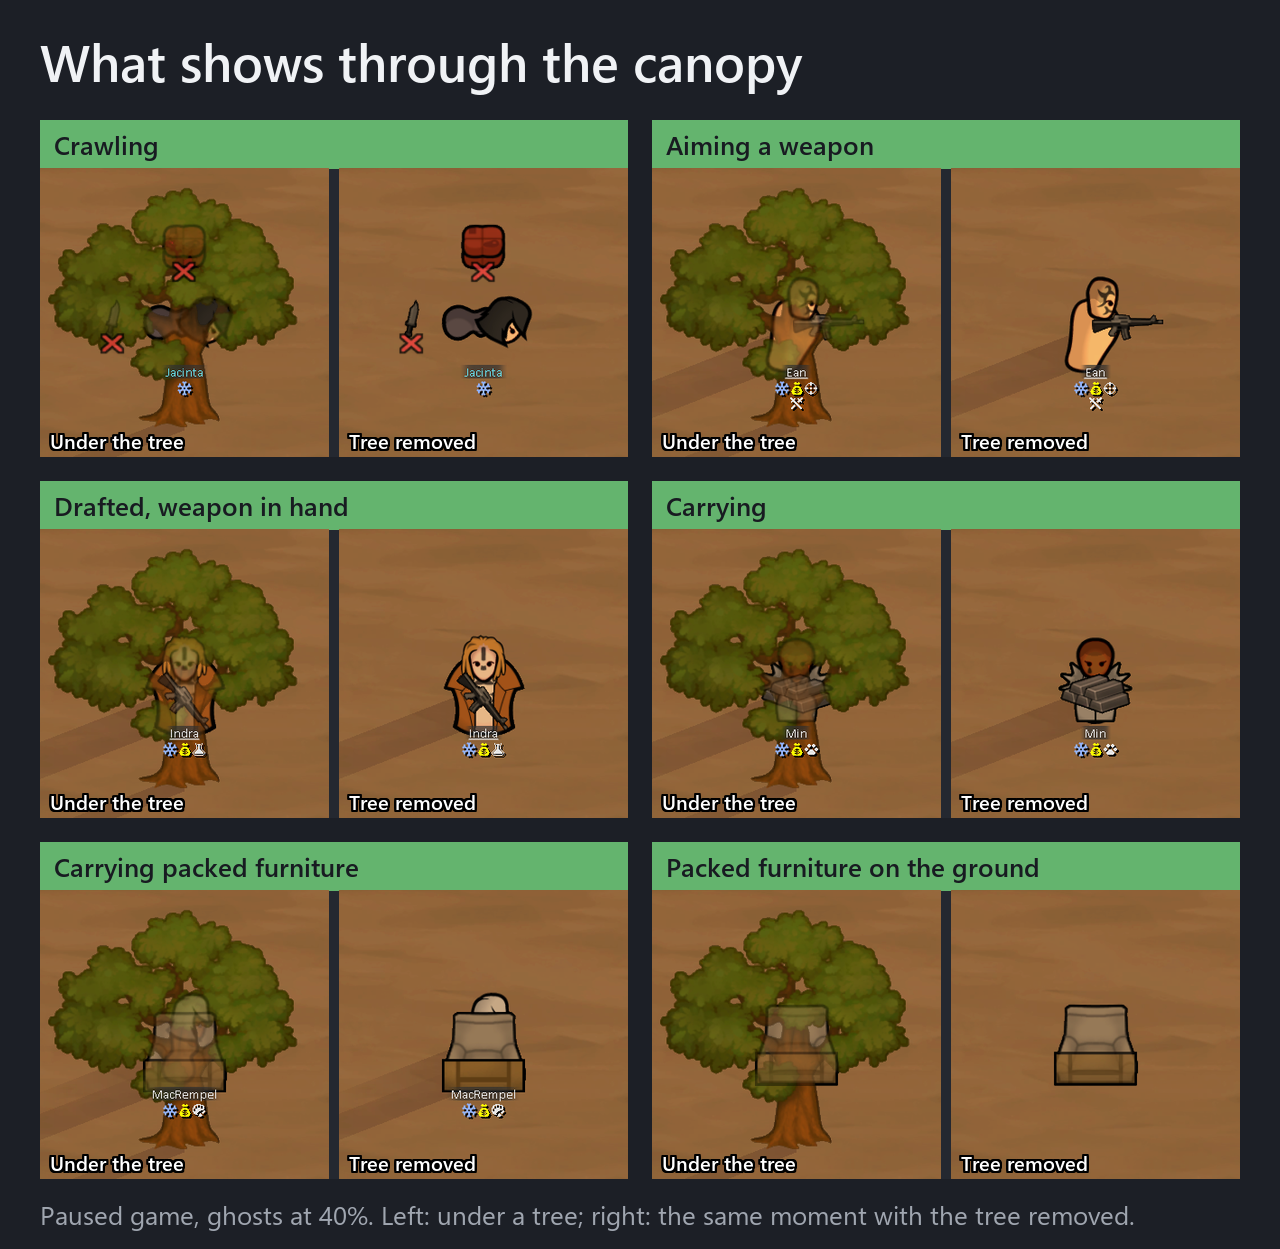 What shows through the canopy
Crawling
Aiming a weapon
Jacinta
Jacinta
Ean
Ean
Under the tree
Tree removed
Under the tree
Tree removed
Drafted, weapon in hand
Carrying
Indra
Indra
Min
Min
Under the tree
Tree removed
Under the tree
Tree removed
Carrying packed furniture
Packed furniture on the ground
MacRempel
MacRempel
Under the tree
Tree removed
Under the tree
Tree removed
Paused game, ghosts at 40%. Left: under a tree; right: the same moment with the tree removed.